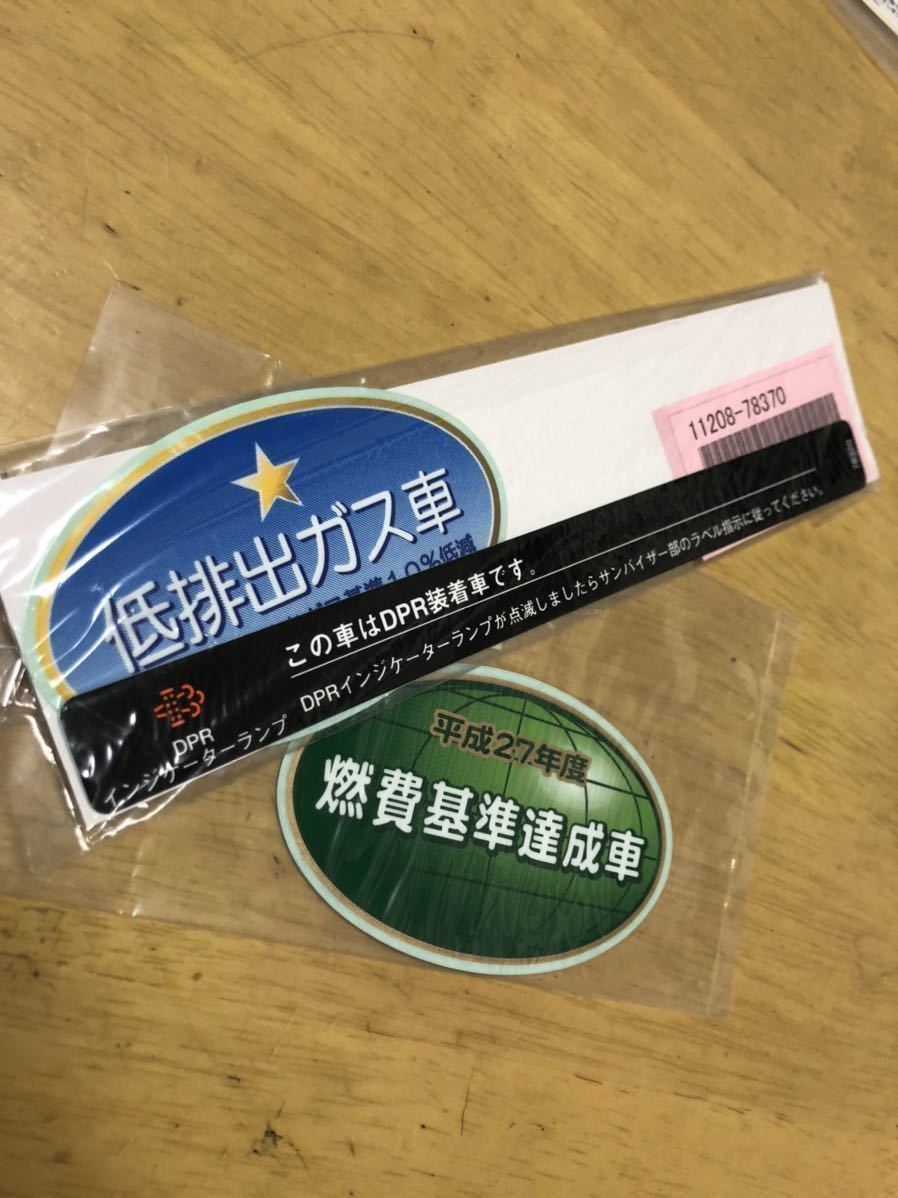 11208-78370
低排出ガス車
この車はDPR装着車です。
DPRインジケーターランプが点滅しましたらサンバイザー部のラベル指示に従ってください。
DPR
インジケーターランプ
平成27年度
燃費基準達成車